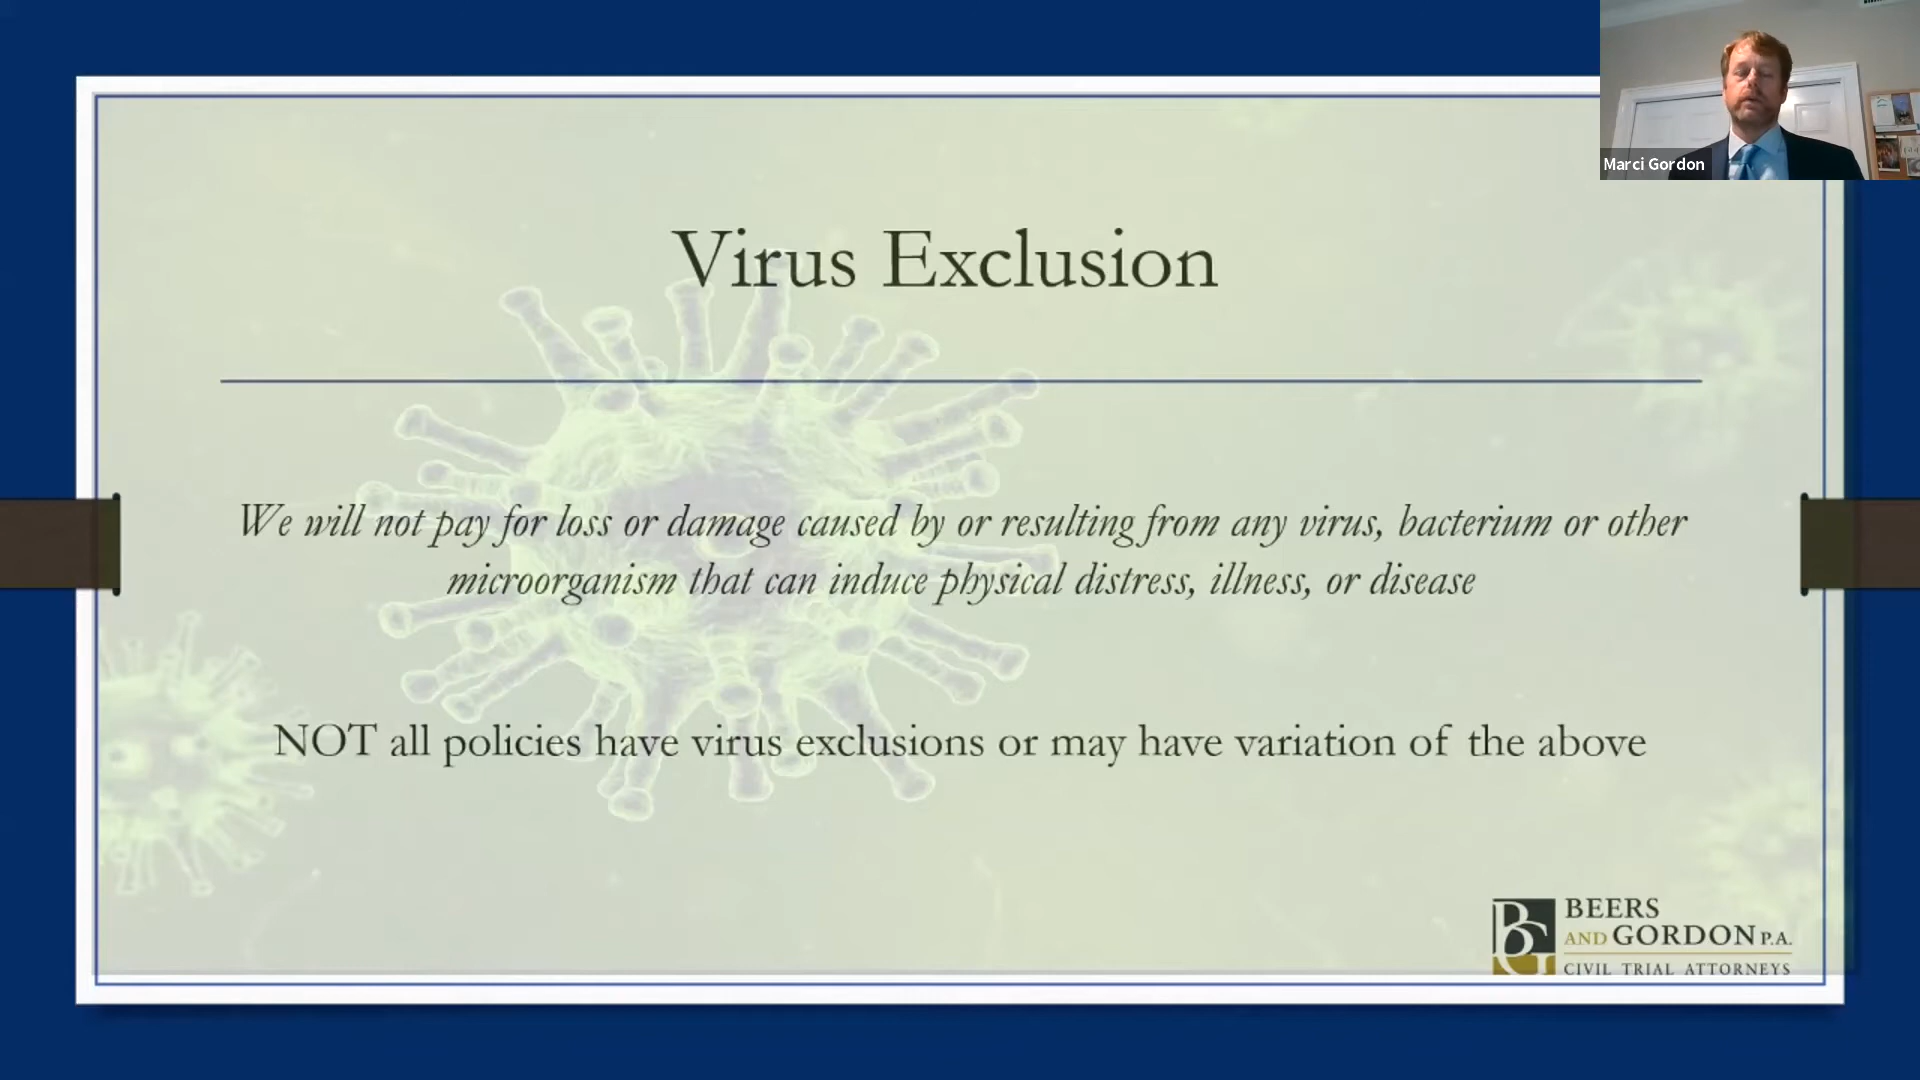 Marci Gordon
Virus Exclusion
We will not pay for loss or damage caused by or resulting from any virus, bacterium or other
microorganism that can induce physical distress, illness, or disease
NOT all policies have virus exclusions or may have variation of the above
BG
BEERS
AND GORDON P.A.
CIVIL TRIAL ATTORNEYS